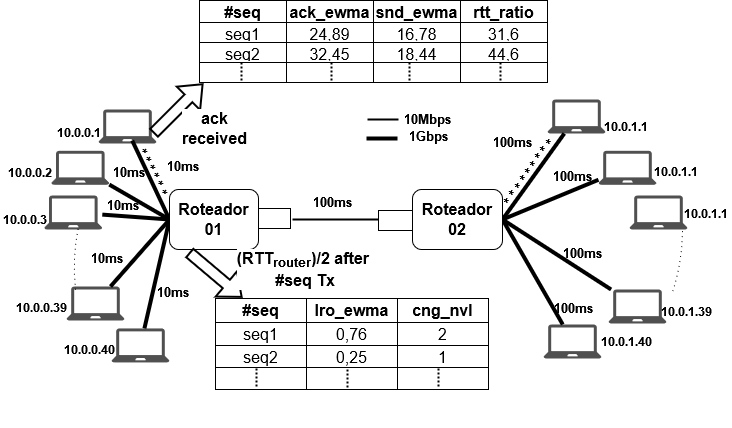 #seq ack_ewma snd_ewma rtt_ratio
seq1 24,89 16,78 31,6
seq2 32,45 18,44 44,6
ack
received
10Mbps
1Gbps
10.0.0.1
10ms
100ms
10.0.1.1
10.0.0.2
10ms
100ms
10.0.1.1
10.0.0.3
10ms
Roteador
01
100ms
Roteador
02
10.0.1.1
10ms
(RTTrouter)/2 after
#seq Tx
100ms
10ms
10.0.0.39
100ms
10.0.1.39
10.0.0.40
10.0.1.40
#seq lro_ewma cng_nvl
seq1 0,76 2
seq2 0,25 1